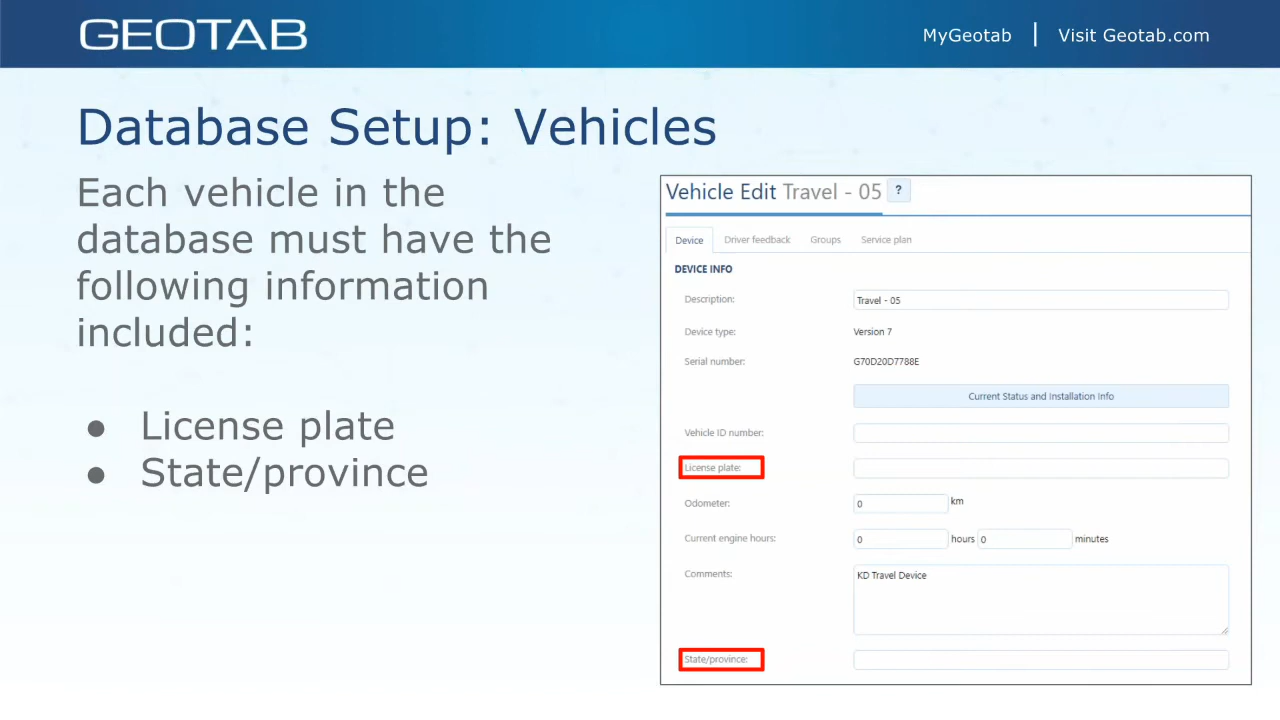 GEOTAB
MyGeotab | Visit Geotab.com
Database Setup: Vehicles
Each vehicle in the
database must have the
following information
included:
● License plate
● State/province
Vehicle Edit Travel - 05 ?
Device Driver feedback Groups Service plan
DEVICE INFO
Description: Travel - 05
Device type: Version 7
Serial number: G70D20D7788E
Current Status and Installation Info
Vehicle ID number:
License plate:
Odometer: 0 km
Current engine hours: 0 hours 0 minutes
Comments: KD Travel Device
State/province: